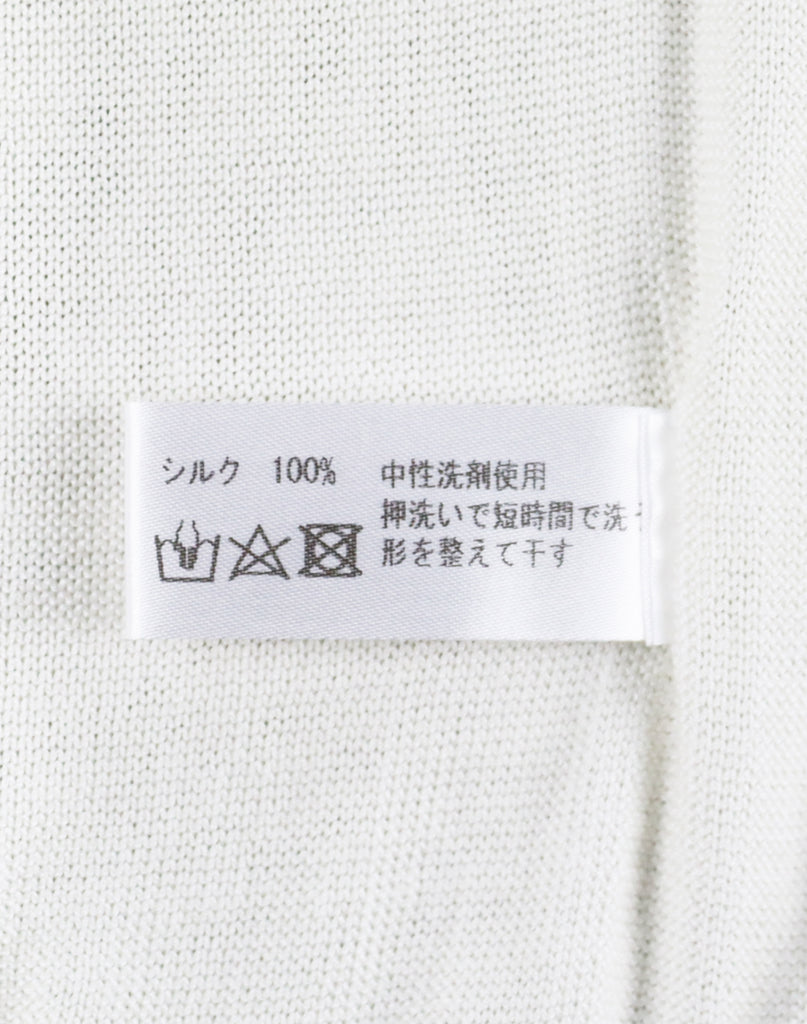 シルク 100%
中性洗剤使用
押洗いで短時間で洗
形を整えて干す